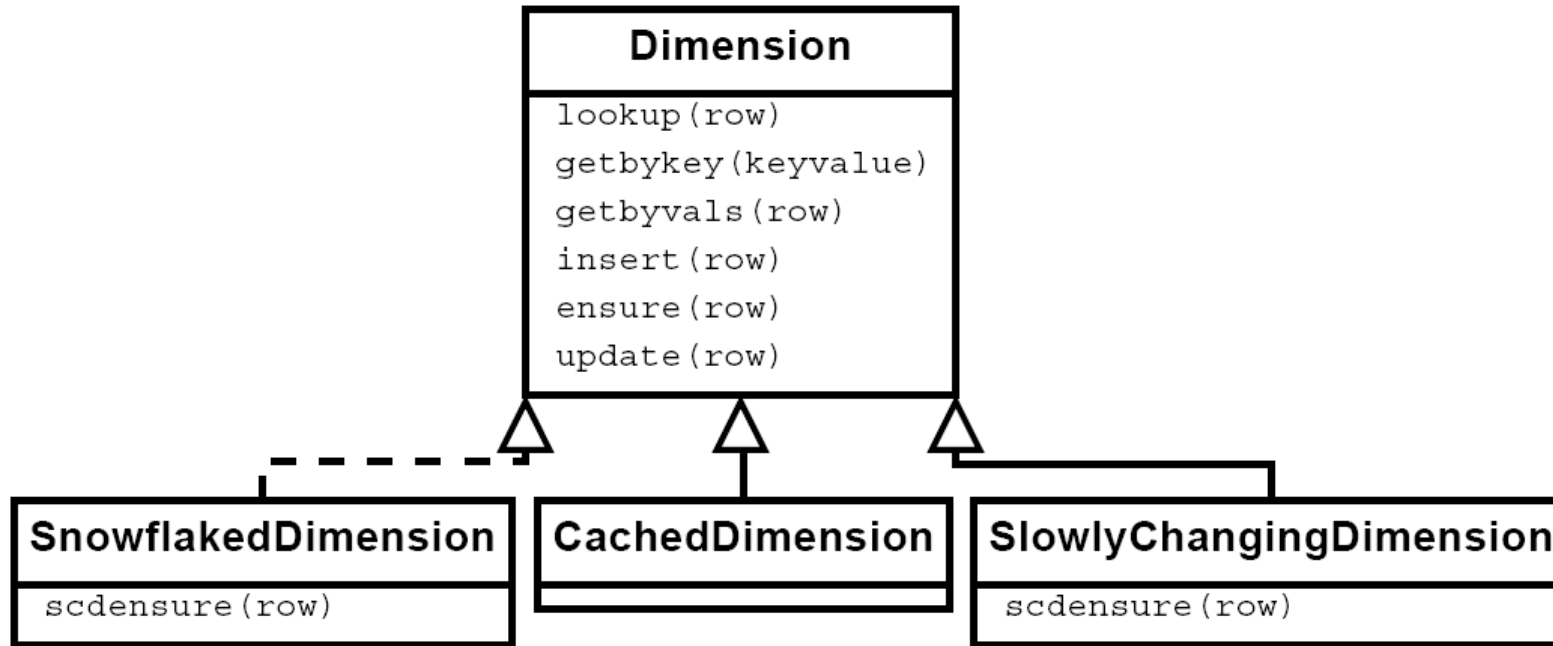 Dimension
lookup(row)
getbykey(keyvalue)
getbyvals(row)
insert(row)
ensure(row)
update(row)
SnowflakedDimension
scdensure(row)
CachedDimension
SlowlyChangingDimension
scdensure(row)